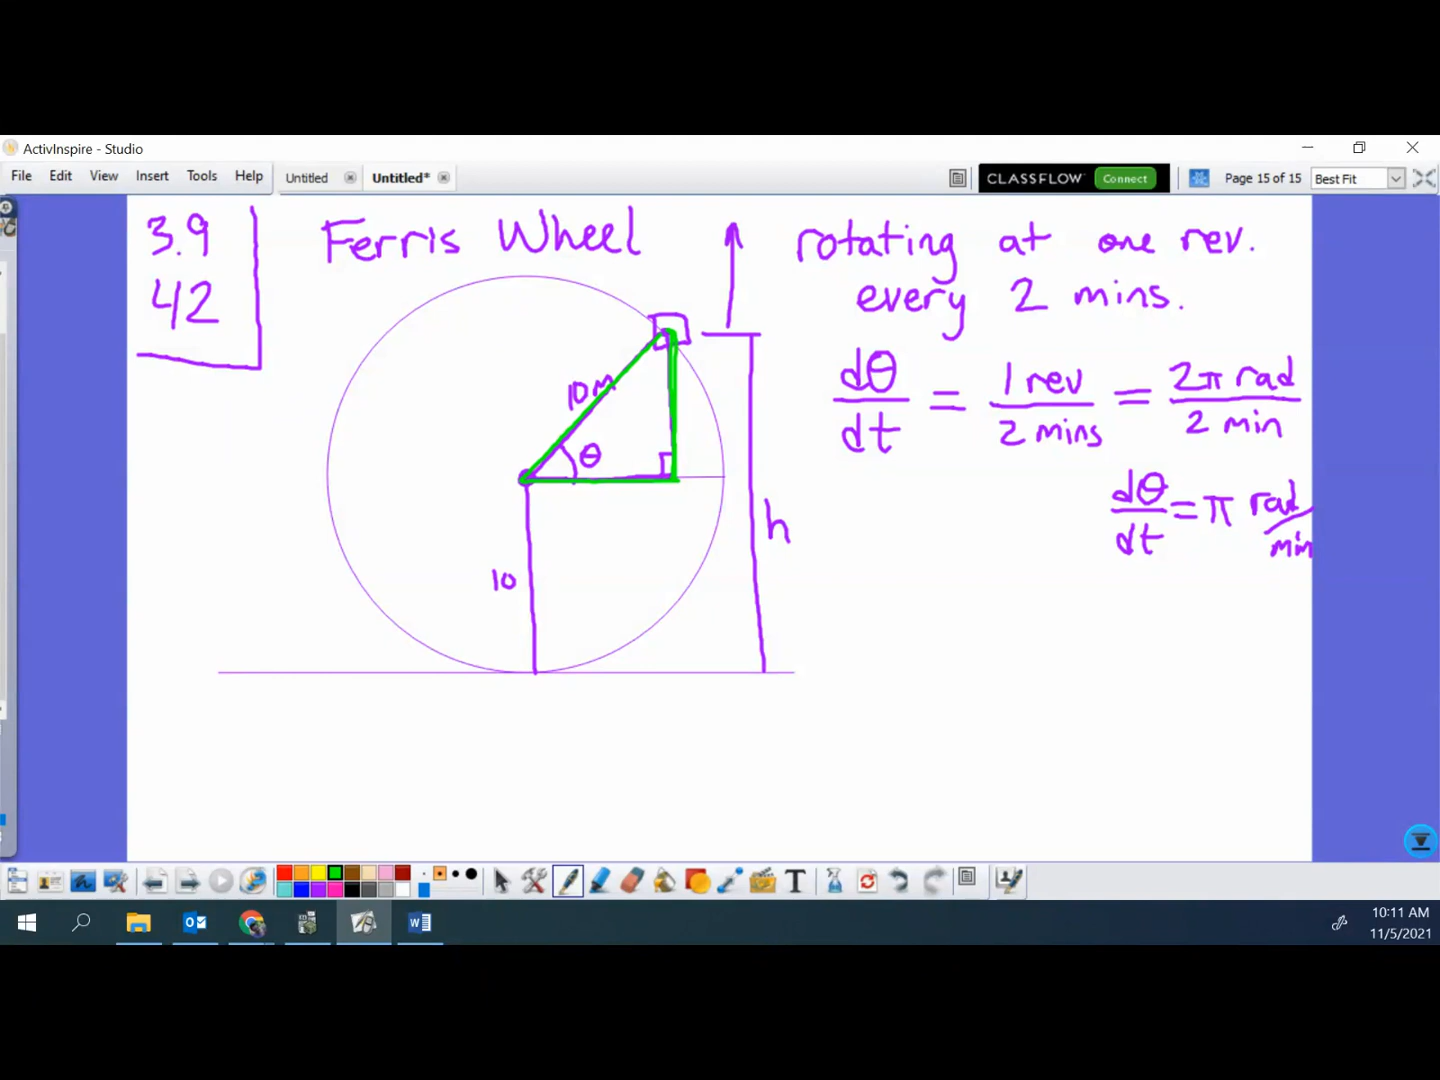 ActivInspire - Studio
File Edit View Insert Tools Help Untitled Untitled* CLASSFLOW Connect Page 15 of 15 Best Fit
3.9
42
Ferris Wheel
rotating at one rev.
every 2 mins.
dθ/dt = 1 rev/2 mins = 2π rad/2 min
dθ/dt = π rad/min
10m
θ
h
10
T
10:11 AM
11/5/2021